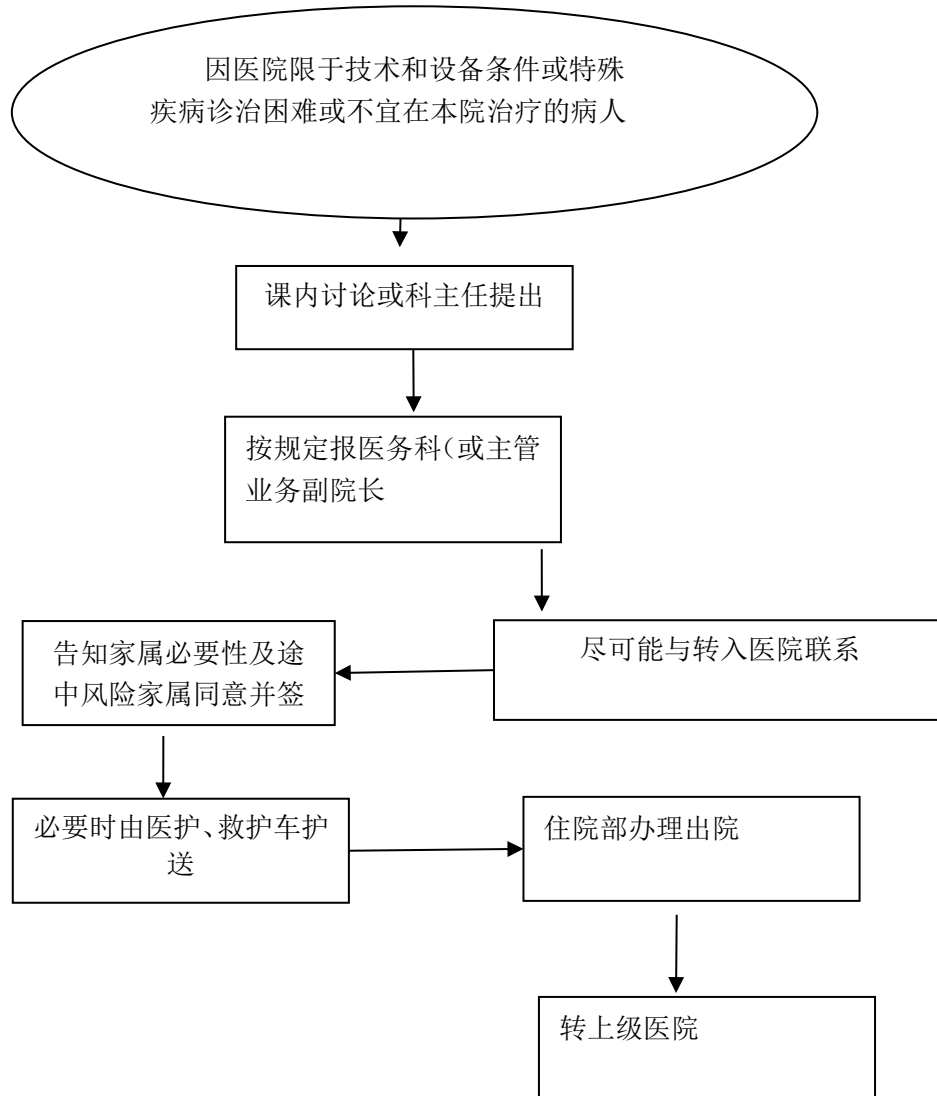 因医院限于技术和设备条件或特殊
疾病诊治困难或不宜在本院治疗的病人
课内讨论或科主任提出
按规定报医务科(或主管
业务副院长
尽可能与转入医院联系
告知家属必要性及途
中风险家属同意并签
必要时由医护、救护车护
送
住院部办理出院
转上级医院